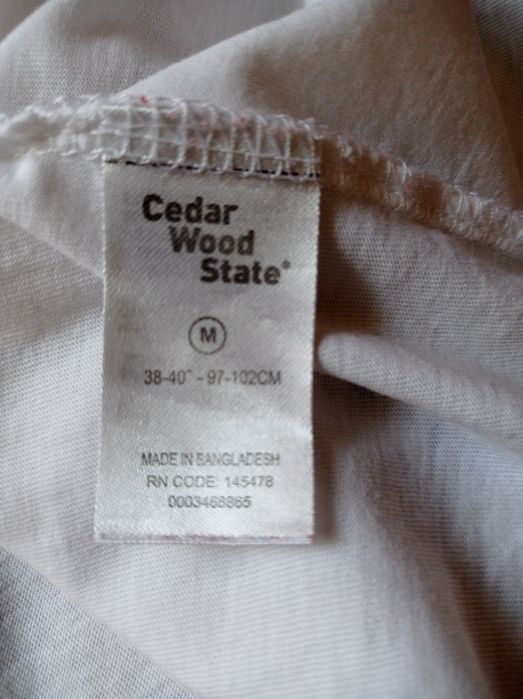 Cedar
Wood
State®
M
38-40" - 97-102CM
MADE IN BANGLADESH
RN CODE: 145478
0003468865